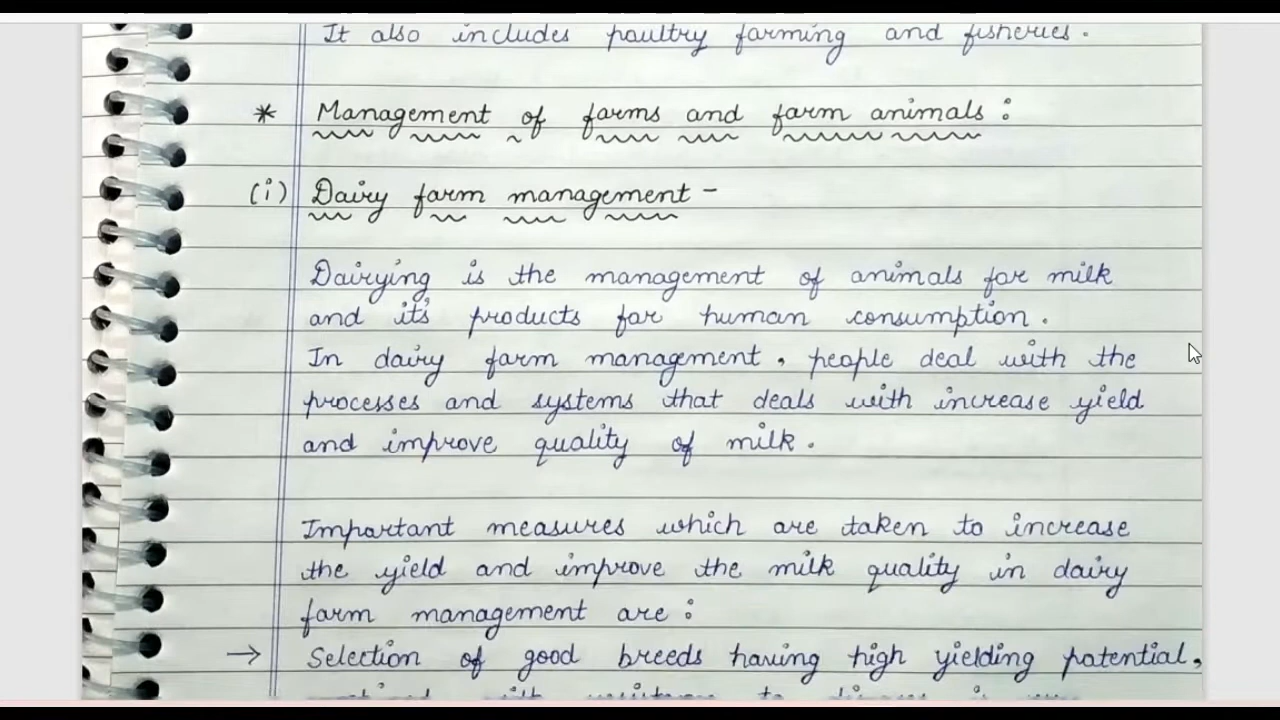 It also includes poultry farming and fisheries.
* Management of farms and farm animals:
(i) Dairy farm management -
Dairying is the management of animals for milk
and it's products for human consumption.
In dairy farm management, people deal with the
processes and systems that deals with increase yield
and improve quality of milk.
Important measures which are taken to increase
the yield and improve the milk quality in dairy
farm management are:
→ Selection of good breeds having high yielding potential,